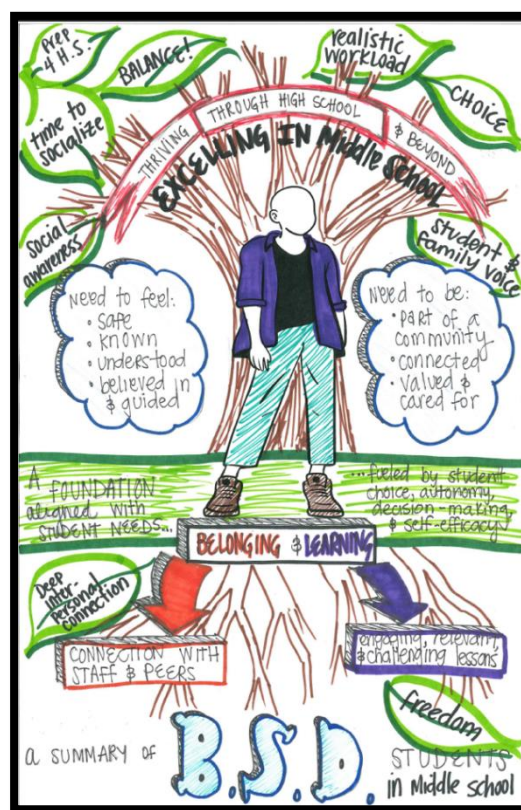 Prep
4 H.S.
BALANCE!
realistic
workload
CHOICE
time to
socialize
THRIVING THROUGH HIGH SCHOOL & BEYOND
EXCELLING IN Middle School
Social
awareness
student &
family voice
Need to feel:
• safe
• known
• understood
• believed in
& guided
Need to be:
• part of a
community
• connected
• valued &
cared for
A FOUNDATION
aligned with
STUDENT NEEDS...
...fueled by student
choice, autonomy,
decision-making,
& self-efficacy
BELONGING & LEARNING
Deep
inter-
personal
connection
CONNECTION WITH
STAFF & PEERS
engaging, relevant,
& challenging lessons
freedom
a SUMMARY OF B.S.D. STUDENTS
in Middle school